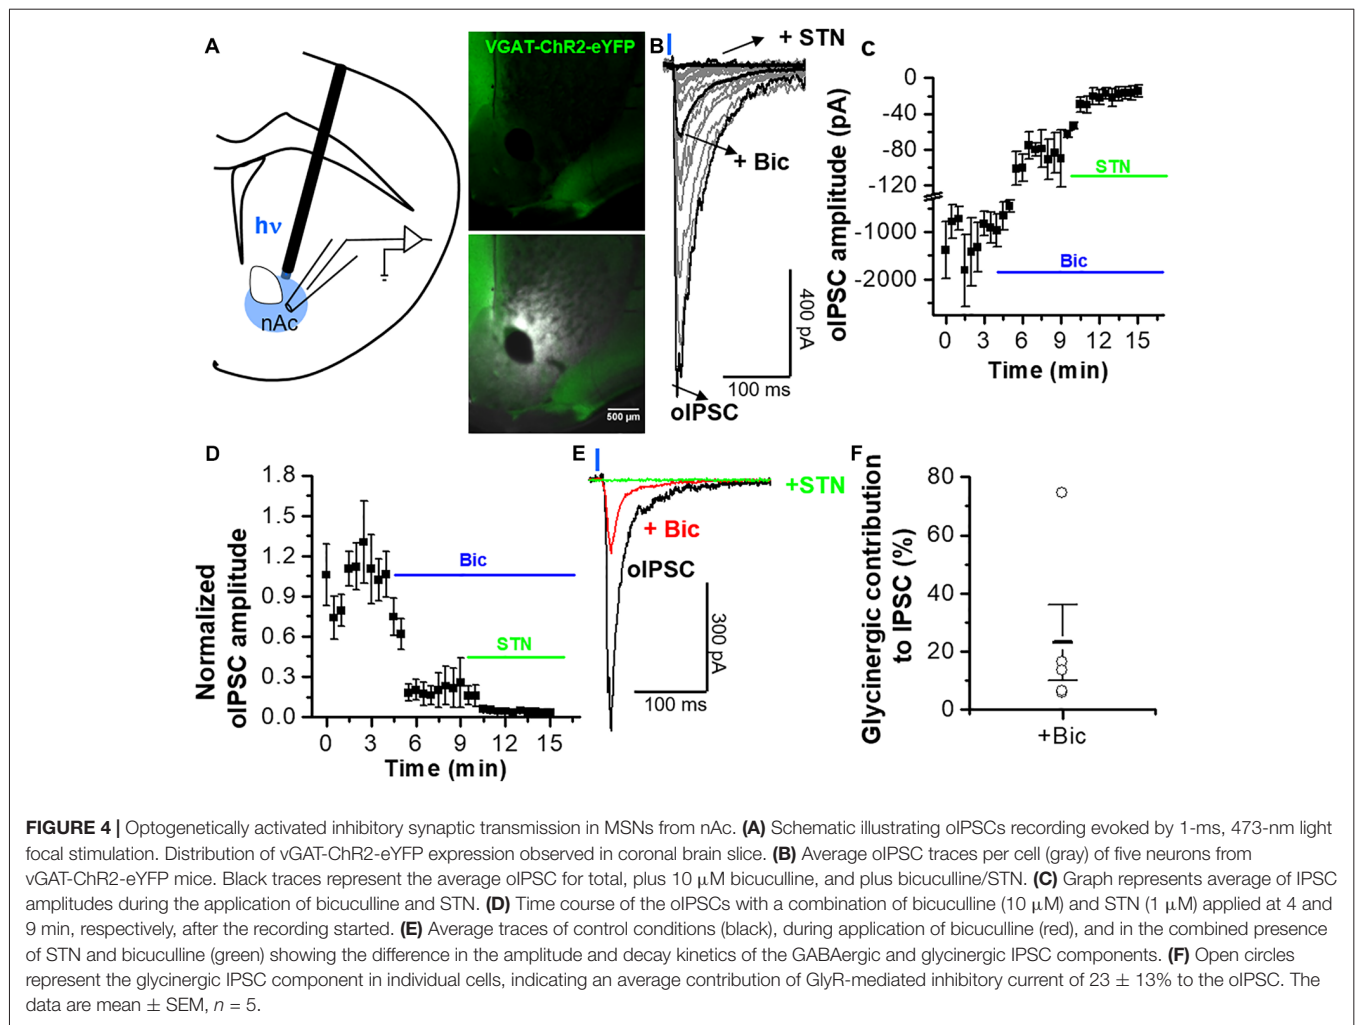 A
hν
nAc
VGAT-ChR2-eYFP
500 µm
B
+ STN
+ Bic
oIPSC
400 pA
100 ms
C
oIPSC amplitude (pA)
0
-40
-80
-120
-1000
-2000
STN
Bic
0 3 6 9 12 15
Time (min)
D
Normalized
oIPSC amplitude
1.8
1.5
1.2
0.9
0.6
0.3
0.0
Bic
STN
0 3 6 9 12 15
Time (min)
E
+STN
+ Bic
oIPSC
300 pA
100 ms
F
Glycinergic contribution
to IPSC (%)
80
60
40
20
0
+Bic
FIGURE 4 | Optogenetically activated inhibitory synaptic transmission in MSNs from nAc. (A) Schematic illustrating oIPSCs recording evoked by 1-ms, 473-nm light
focal stimulation. Distribution of vGAT-ChR2-eYFP expression observed in coronal brain slice. (B) Average oIPSC traces per cell (gray) of five neurons from
vGAT-ChR2-eYFP mice. Black traces represent the average oIPSC for total, plus 10 µM bicuculline, and plus bicuculline/STN. (C) Graph represents average of IPSC
amplitudes during the application of bicuculline and STN. (D) Time course of the oIPSCs with a combination of bicuculline (10 µM) and STN (1 µM) applied at 4 and
9 min, respectively, after the recording started. (E) Average traces of control conditions (black), during application of bicuculline (red), and in the combined presence
of STN and bicuculline (green) showing the difference in the amplitude and decay kinetics of the GABAergic and glycinergic IPSC components. (F) Open circles
represent the glycinergic IPSC component in individual cells, indicating an average contribution of GlyR-mediated inhibitory current of 23 ± 13% to the oIPSC. The
data are mean ± SEM, n = 5.